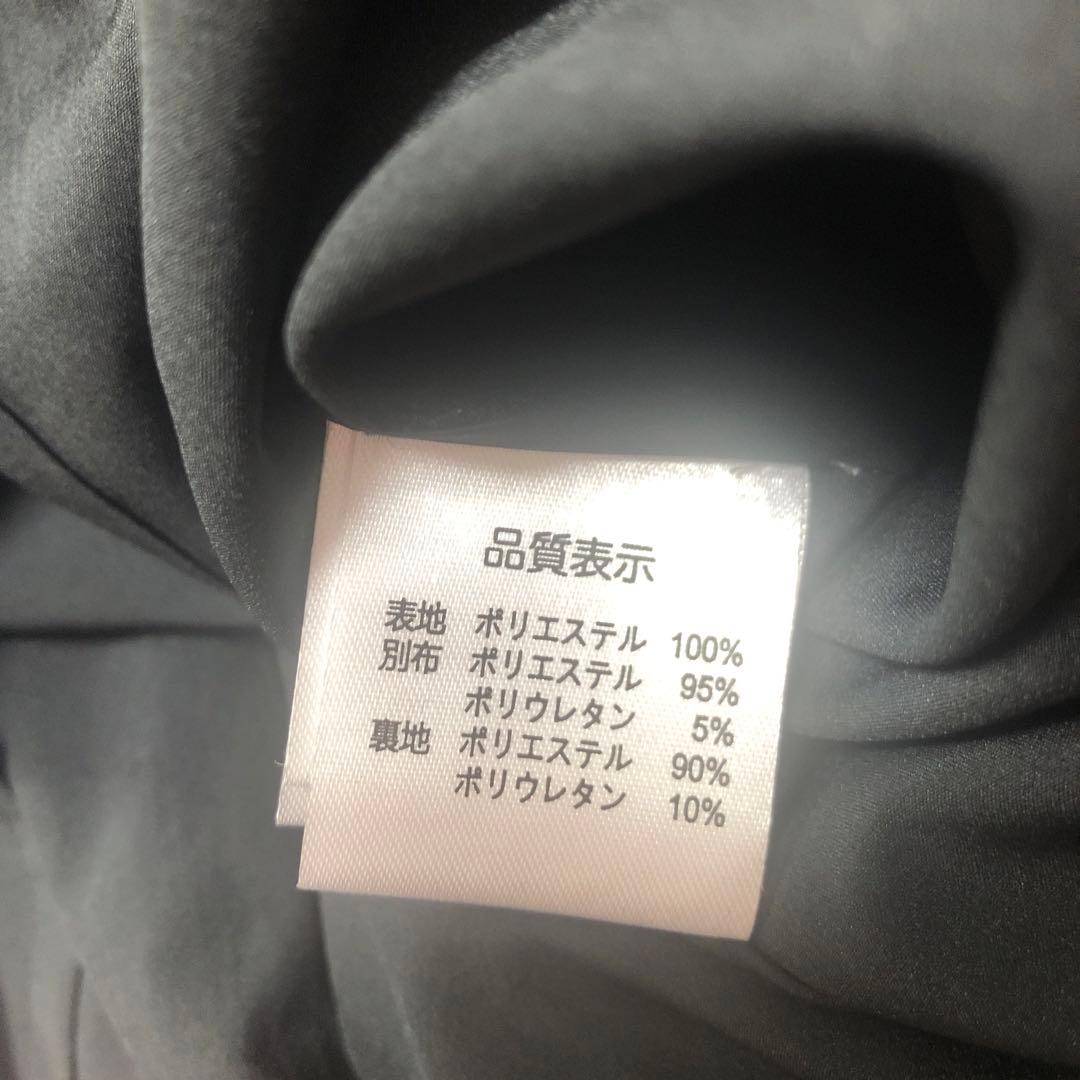 品質表示
表地 ポリエステル 100%
別布 ポリエステル 95%
ポリウレタン 5%
裏地 ポリエステル 90%
ポリウレタン 10%